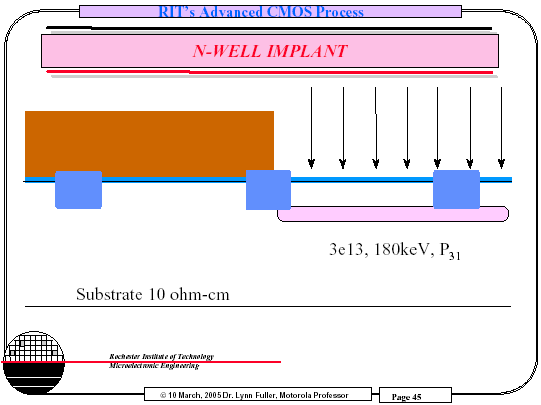 RIT's Advanced CMOS Process
N-WELL IMPLANT
3e13, 180keV, P31
Substrate 10 ohm-cm
Rochester Institute of Technology
Microelectronic Engineering
© 10 March, 2005 Dr. Lynn Fuller, Motorola Professor
Page 45